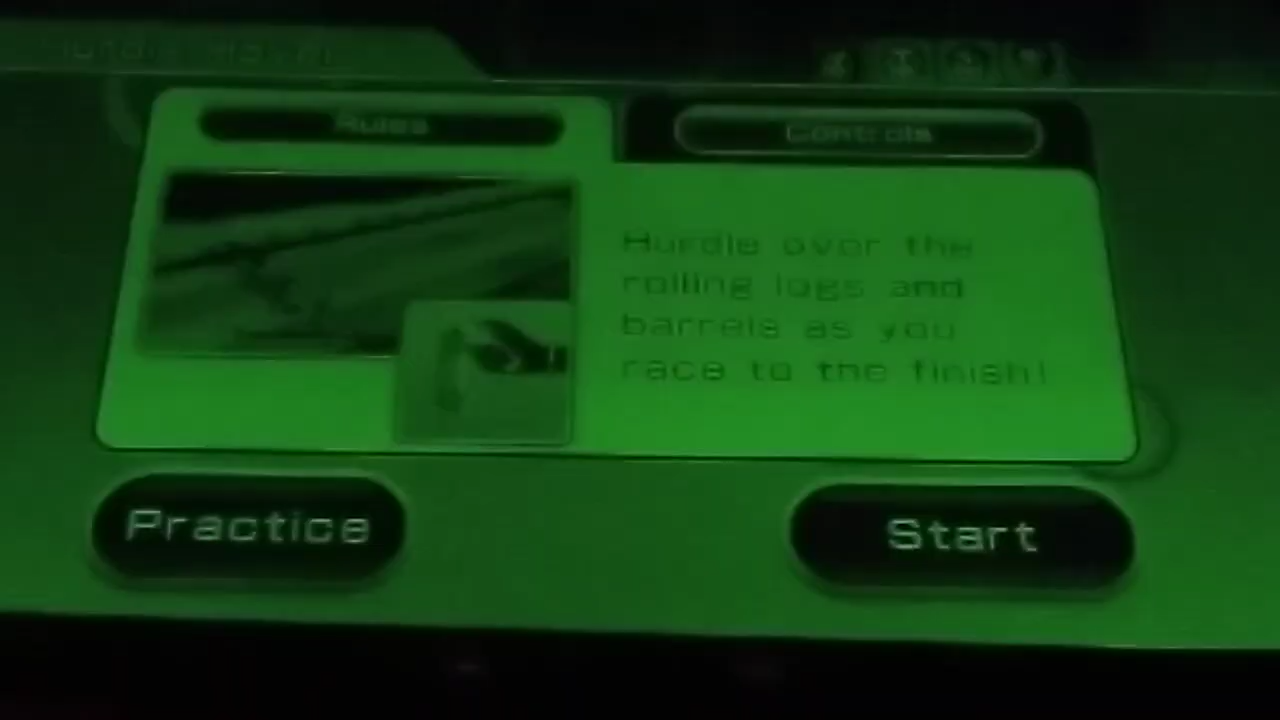 Rules
Controls
Hurdle over the
rolling logs and
barrels as you
race to the finish!
Practice
Start